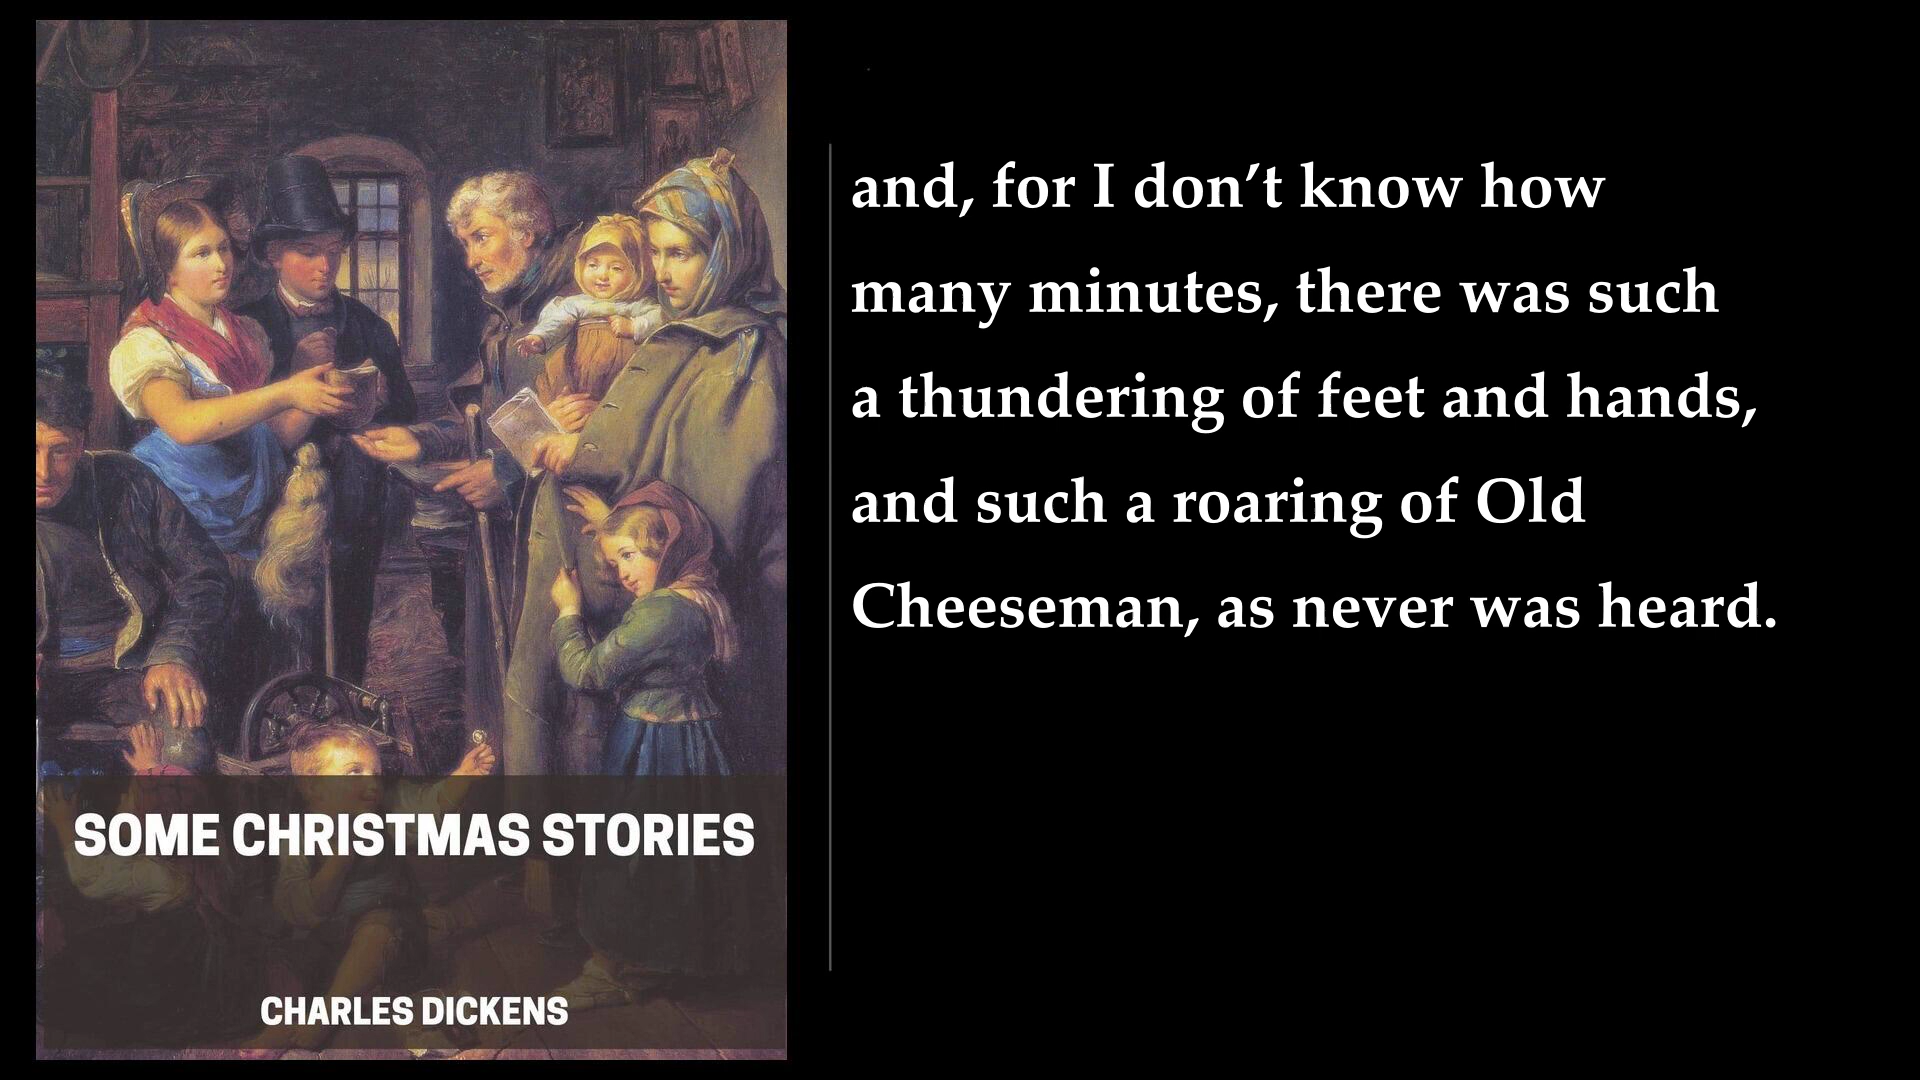 SOME CHRISTMAS STORIES
CHARLES DICKENS
and, for I don’t know how
many minutes, there was such
a thundering of feet and hands,
and such a roaring of Old
Cheeseman, as never was heard.